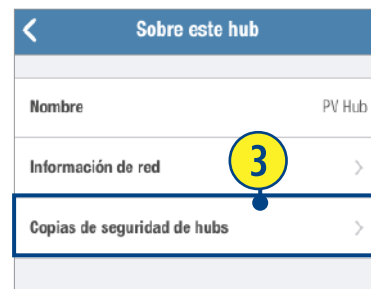 Sobre este hub
Nombre PV Hub
Información de red
3
Copias de seguridad de hubs